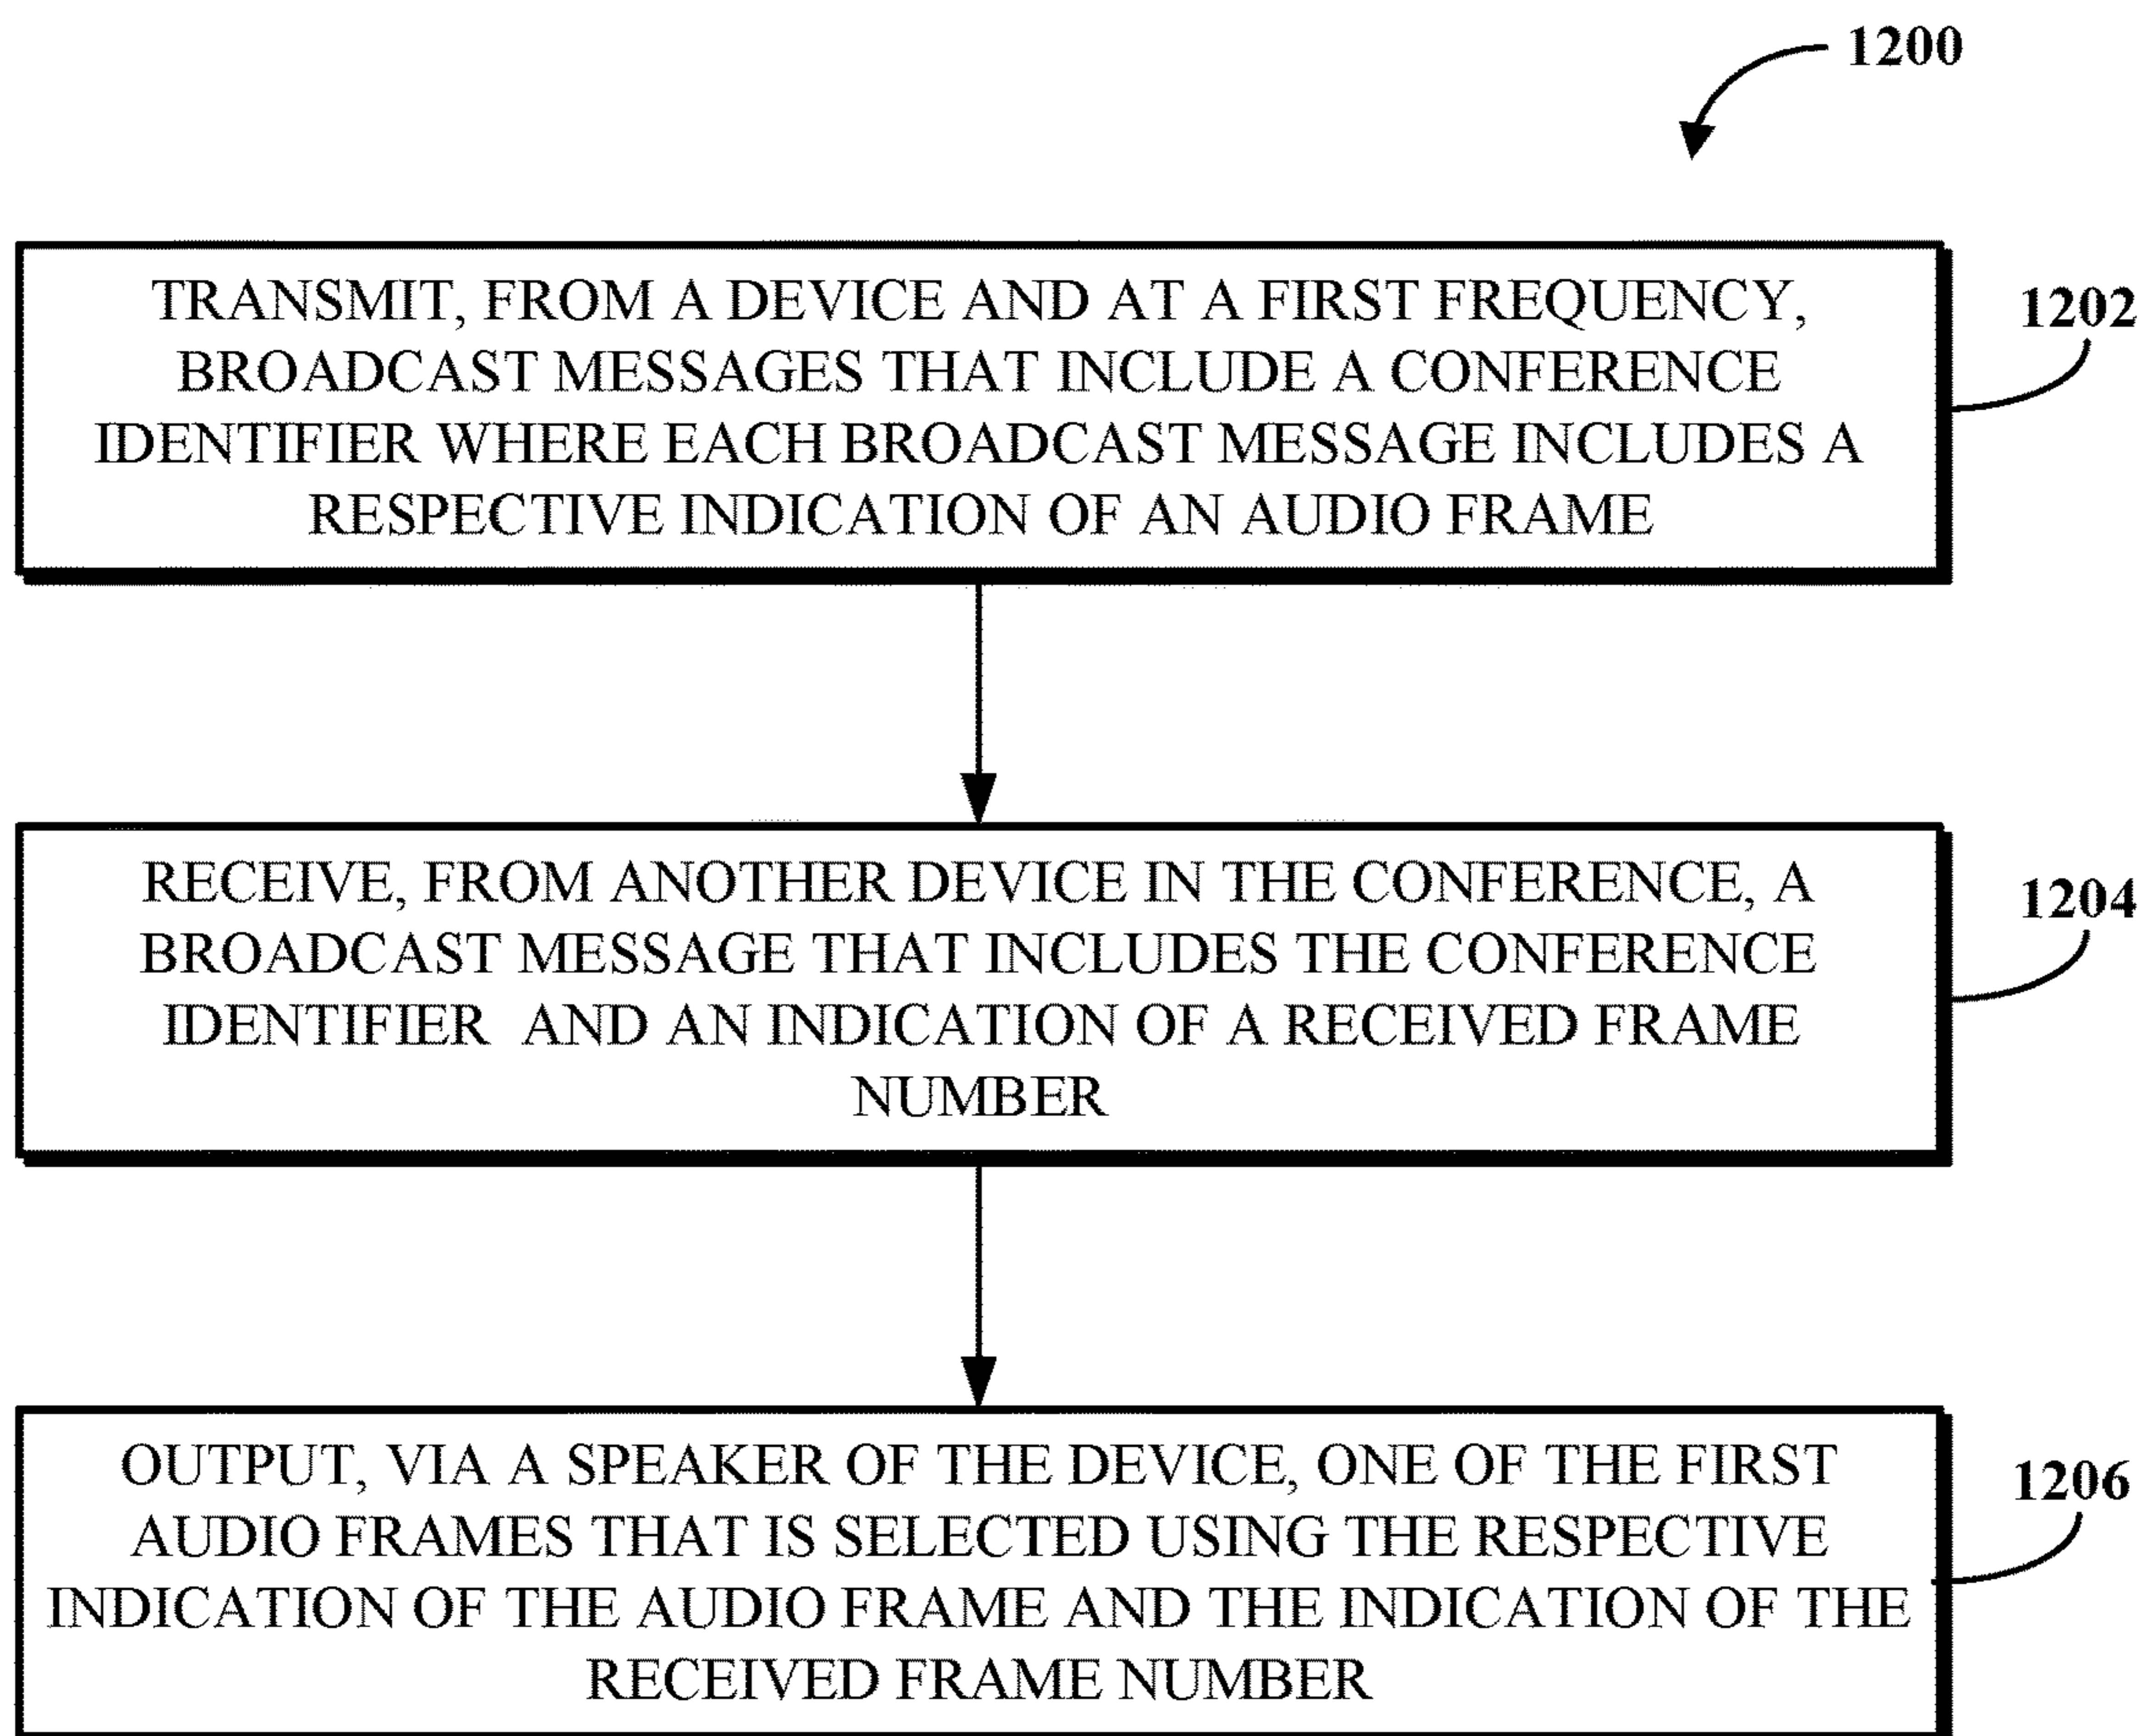 1200
TRANSMIT, FROM A DEVICE AND AT A FIRST FREQUENCY,
BROADCAST MESSAGES THAT INCLUDE A CONFERENCE
IDENTIFIER WHERE EACH BROADCAST MESSAGE INCLUDES A
RESPECTIVE INDICATION OF AN AUDIO FRAME
1202
RECEIVE, FROM ANOTHER DEVICE IN THE CONFERENCE, A
BROADCAST MESSAGE THAT INCLUDES THE CONFERENCE
IDENTIFIER AND AN INDICATION OF A RECEIVED FRAME
NUMBER
1204
OUTPUT, VIA A SPEAKER OF THE DEVICE, ONE OF THE FIRST
AUDIO FRAMES THAT IS SELECTED USING THE RESPECTIVE
INDICATION OF THE AUDIO FRAME AND THE INDICATION OF THE
RECEIVED FRAME NUMBER
1206